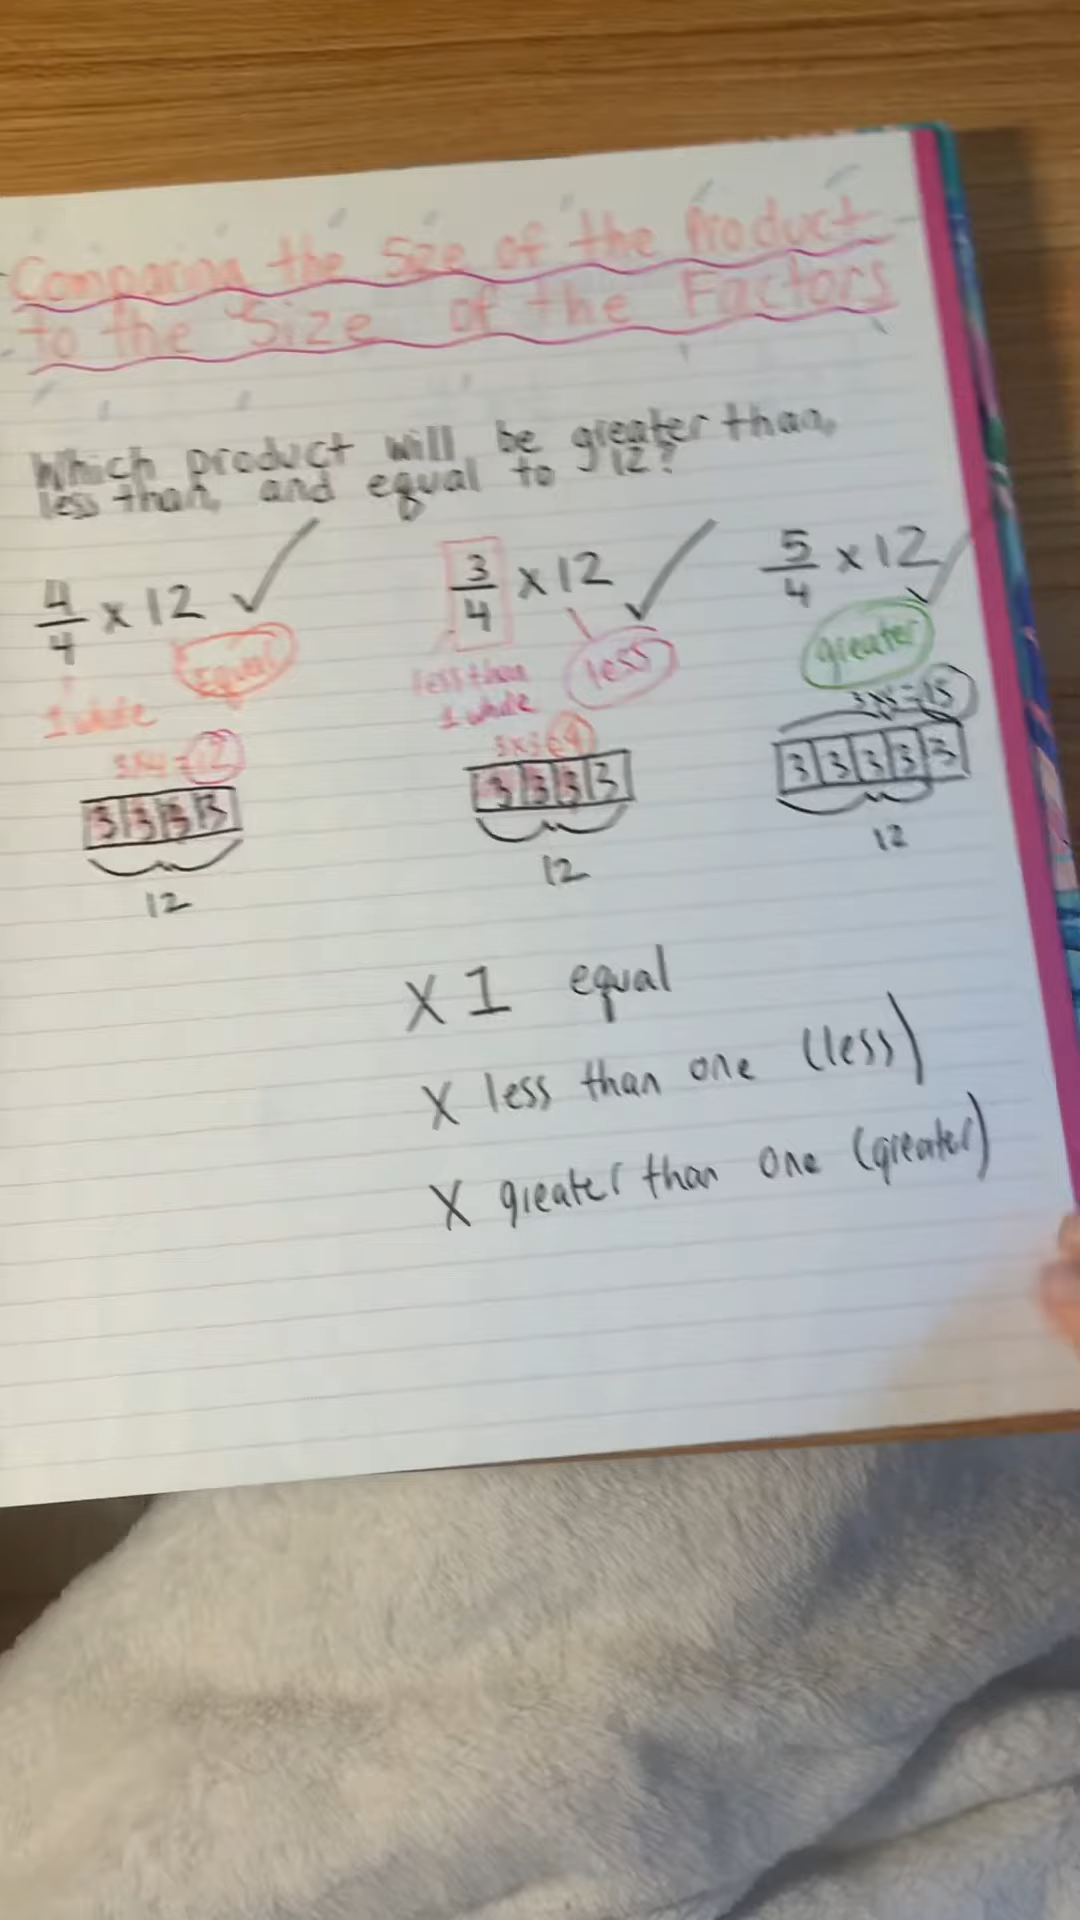 Comparing the Size of the Product
to the Size of the Factors
Which product will be greater than,
less than, and equal to 12?
4/4 x 12
Equal
1 whole
3x4=12
3 3 3 3
12
3/4 x 12
less than
1 whole
less
3x3=9
3 3 3 3
12
5/4 x 12
greater
3x5=15
3 3 3 3 3
12
X 1 equal
X less than one (less)
X greater than one (greater)